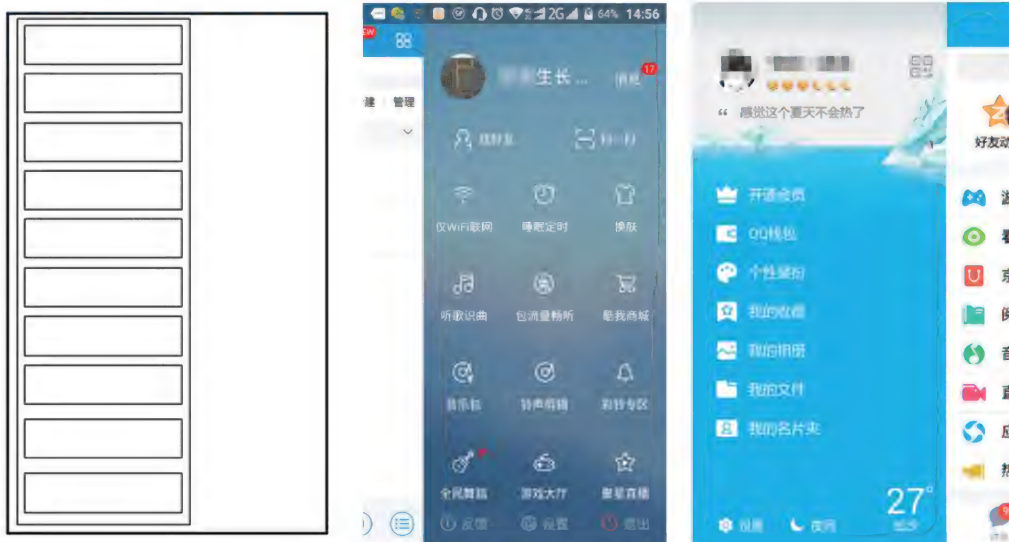 NEW
2G 64% 14:56
建 管理
生长 ...
17
仅WiFi联网 睡眠定时 换肤
听歌识曲 包流量畅听 酷我商城
音乐包 铃声剪辑 彩铃专区
全民舞蹈 游戏大厅 聚星直播
反馈 设置 退出
“ 感觉这个夏天不会热了
开通会员
QQ钱包
个性装扮
我的收藏
我的相册
我的文件
我的名片夹
设置 夜间
27°
好友动